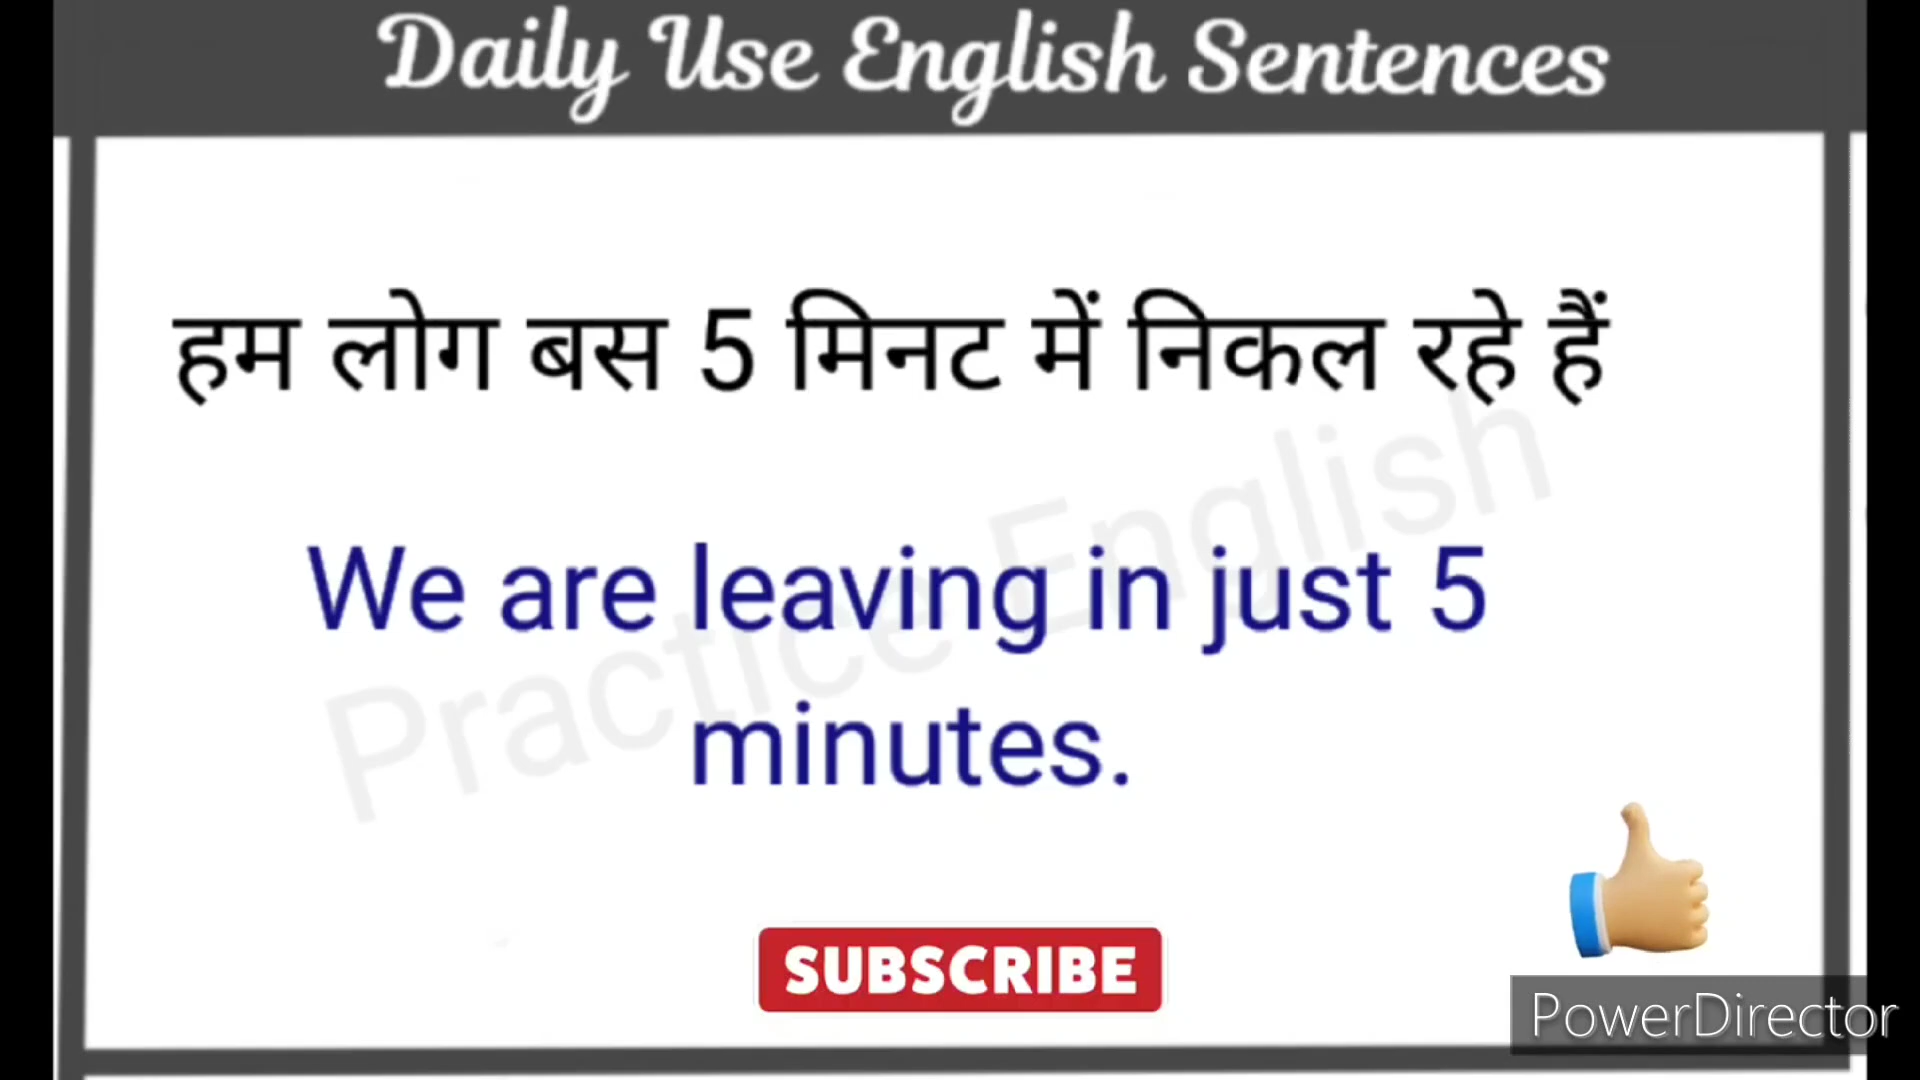 Daily Use English Sentences
हम लोग बस 5 मिनट में निकल रहे हैं
We are leaving in just 5
minutes.
Practice English
SUBSCRIBE
PowerDirector